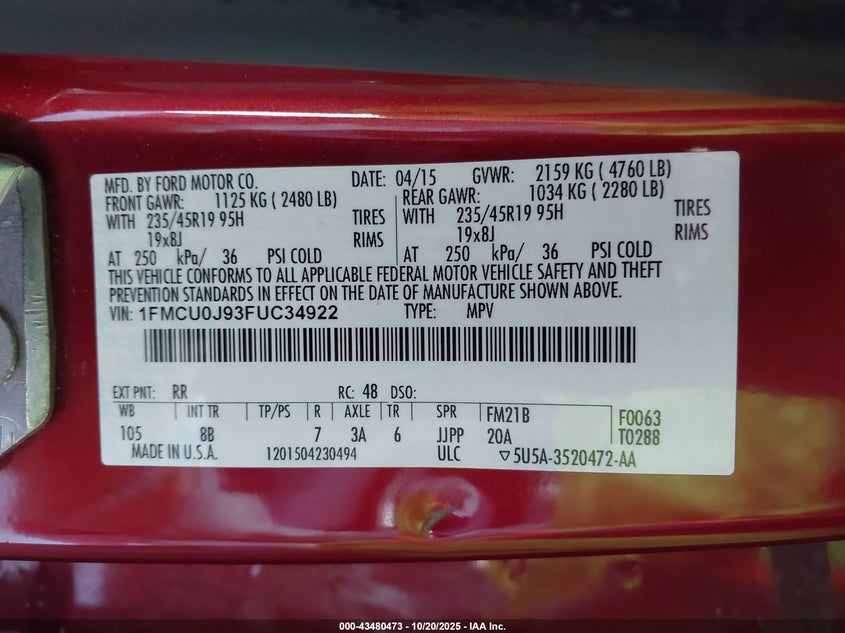 MFD. BY FORD MOTOR CO. DATE: 04/15 GVWR: 2159 KG ( 4760 LB)
FRONT GAWR: 1125 KG ( 2480 LB) REAR GAWR: 1034 KG ( 2280 LB)
WITH 235/45R19 95H TIRES WITH 235/45R19 95H TIRES
19x8J RIMS 19x8J RIMS
AT 250 kPa/ 36 PSI COLD AT 250 kPa/ 36 PSI COLD
THIS VEHICLE CONFORMS TO ALL APPLICABLE FEDERAL MOTOR VEHICLE SAFETY AND THEFT
PREVENTION STANDARDS IN EFFECT ON THE DATE OF MANUFACTURE SHOWN ABOVE.
VIN: 1FMCU0J93FUC34922 TYPE: MPV
EXT PNT: RR RC: 48 DSO:
WB INT TR TP/PS R AXLE TR SPR FM21B F0063
105 8B 7 3A 6 JJPP 20A T0288
MADE IN U.S.A. 1201504230494 ULC ▽5U5A-3520472-AA
000-43480473 | 10/20/2025 | IAA Inc.